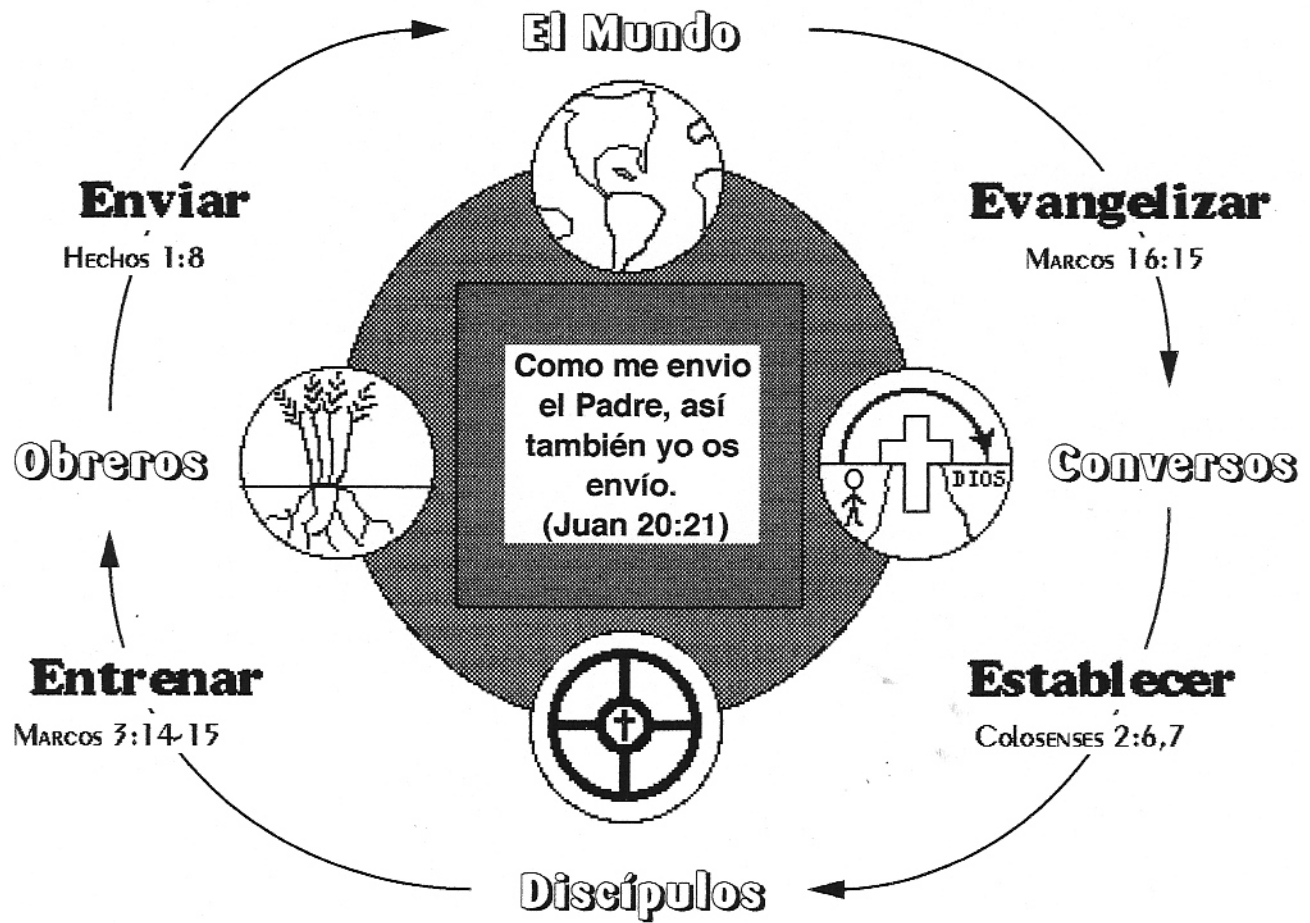 El Mundo
Enviar
Hechos 1:8
Evangelizar
Marcos 16:15
Como me envio
el Padre, así
también yo os
envío.
(Juan 20:21)
Obreros
DIOS
Conversos
Entrenar
Marcos 3:14-15
Establecer
Colosenses 2:6,7
Discípulos